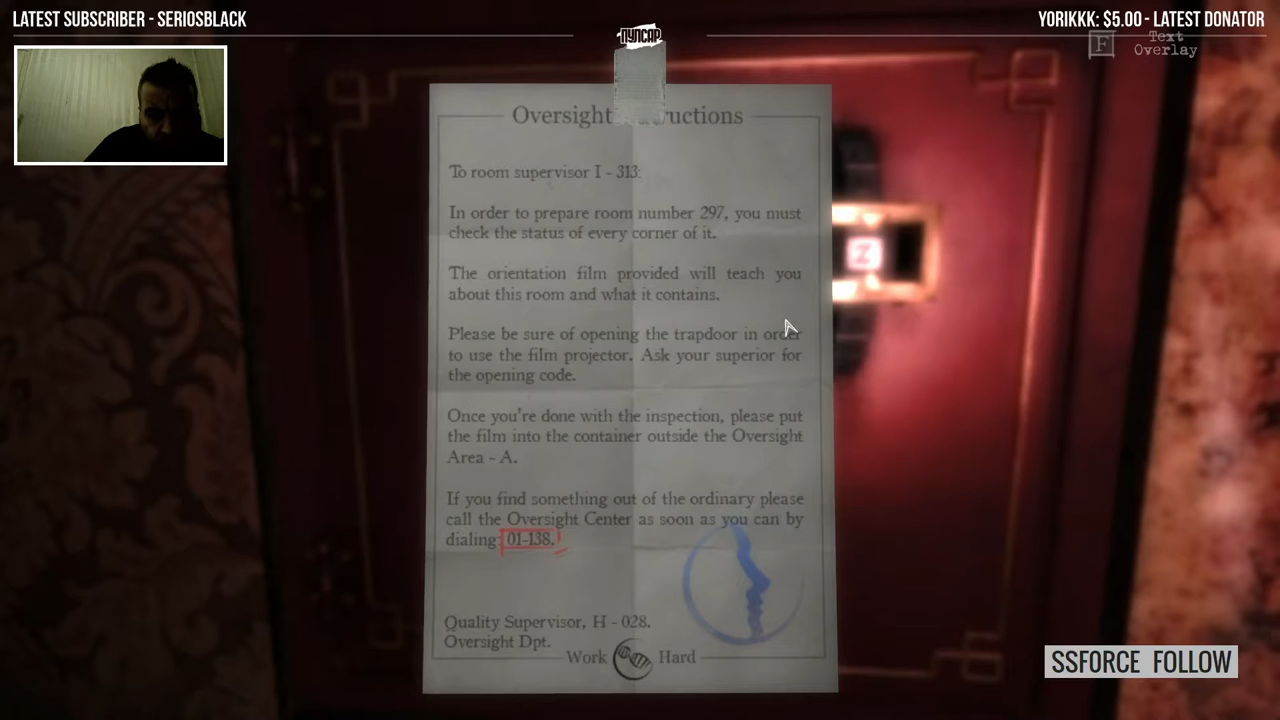 LATEST SUBSCRIBER - SERIOSBLACK
ПУЛСАР
YORIKKK: $5.00 - LATEST DONATOR
F Text
Overlay
Oversight ructions
To room supervisor I - 313:
In order to prepare room number 297, you must
check the status of every corner of it.
The orientation film provided will teach you
about this room and what it contains.
Please be sure of opening the trapdoor in order
to use the film projector. Ask your superior for
the opening code.
Once you're done with the inspection, please put
the film into the container outside the Oversight
Area - A.
If you find something out of the ordinary please
call the Oversight Center as soon as you can by
dialing: 01-138.
Quality Supervisor, H - 028.
Oversight Dpt.
Work Hard
SSFORCE FOLLOW